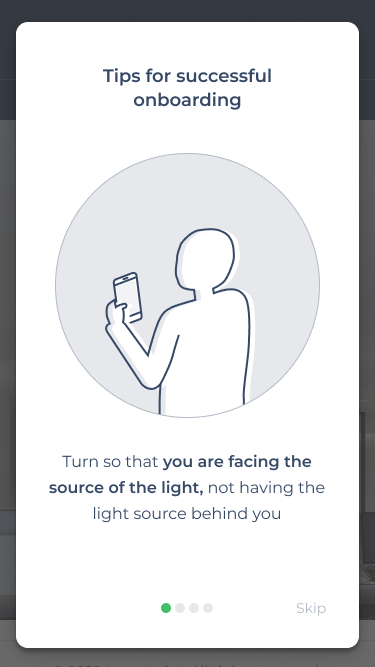 Tips for successful
onboarding
Turn so that you are facing the
source of the light, not having the
light source behind you
Skip